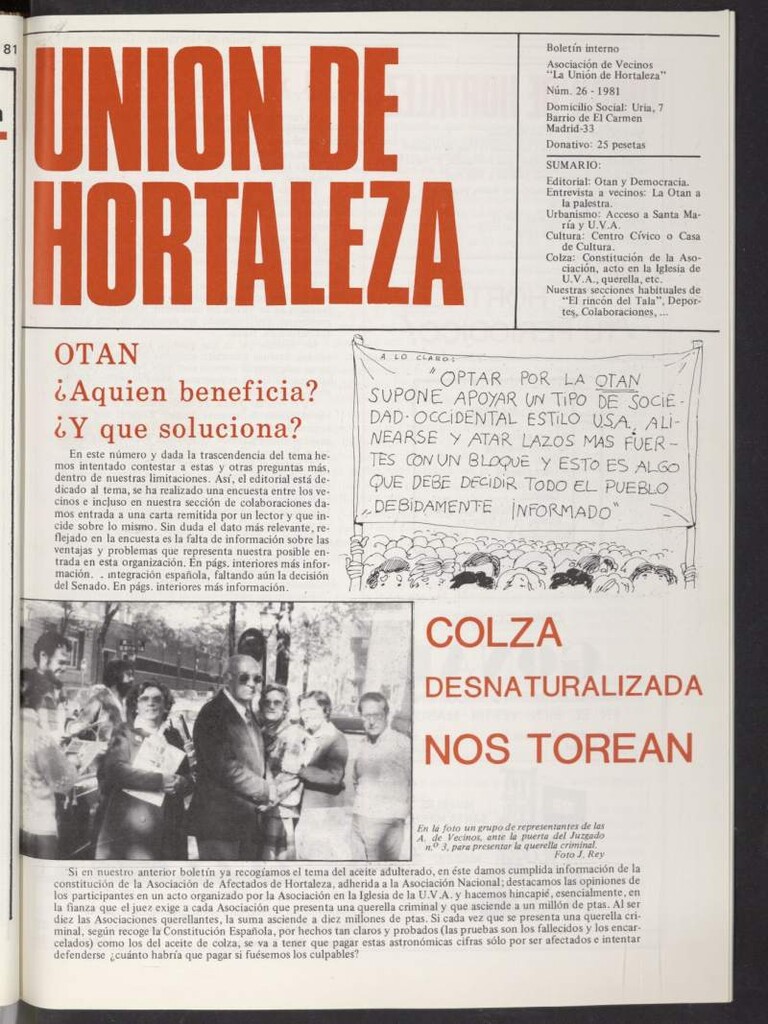 81
UNION DE
HORTALEZA
Boletín interno
Asociación de Vecinos
"La Unión de Hortaleza"
Núm. 26 - 1981
Domicilio Social: Uria, 7
Barrio de El Carmen
Madrid-33
Donativo: 25 pesetas
SUMARIO:
Editorial: Otan y Democracia.
Entrevista a vecinos: La Otan a
la palestra.
Urbanismo: Acceso a Santa Ma-
ría y U.V.A.
Cultura: Centro Cívico o Casa
de Cultura.
Colza: Constitución de la Aso-
ciación, acto en la Iglesia de
U.V.A., querella, etc.
Nuestras secciones habituales de
"El rincón del Tala", Depor-
tes, Colaboraciones, ...
OTAN
¿Aquien beneficia?
¿Y que soluciona?
En este número y dada la trascendencia del tema he-
mos intentado contestar a estas y otras preguntas más,
dentro de nuestras limitaciones. Así, el editorial está de-
dicado al tema, se ha realizado una encuesta entre los ve-
cinos e incluso en nuestra sección de colaboraciones da-
mos entrada a una carta remitida por un lector y que in-
cide sobre lo mismo. Sin duda el dato más relevante, re-
flejado en la encuesta es la falta de información sobre las
ventajas y problemas que representa nuestra posible en-
trada en esta organización. En págs. interiores más infor-
mación. . integración española, faltando aún la decisión
del Senado. En págs. interiores más información.
A LO CLARO:
"OPTAR POR LA OTAN
SUPONE APOYAR UN TIPO DE SOCIE-
DAD-OCCIDENTAL ESTILO USA, ALI-
NEARSE Y ATAR LAZOS MAS FUER-
TES CON UN BLOQUE Y ESTO ES ALGO
QUE DEBE DECIDIR TODO EL PUEBLO
"DEBIDAMENTE INFORMADO"
COLZA
DESNATURALIZADA
NOS TOREAN
En la foto un grupo de representantes de las
A. de Vecinos, ante la puerta del Juzgado
n.º 3, para presentar la querella criminal.
Foto J. Rey
Si en nuestro anterior boletín ya recogíamos el tema del aceite adulterado, en éste damos cumplida información de la
constitución de la Asociación de Afectados de Hortaleza, adherida a la Asociación Nacional; destacamos las opiniones de
los participantes en un acto organizado por la Asociación en la Iglesia de la U.V.A. y hacemos hincapié, esencialmente, en
la fianza que el juez exige a cada Asociación que presenta una querella criminal y que asciende a un millón de ptas. Al ser
diez las Asociaciones querellantes, la suma asciende a diez millones de ptas. Si cada vez que se presenta una querella cri-
minal, según recoge la Constitución Española, por hechos tan claros y probados (las pruebas son los fallecidos y los encar-
celados) como los del aceite de colza, se va a tener que pagar estas astronómicas cifras sólo por ser afectados e intentar
defenderse ¿cuánto habría que pagar si fuésemos los culpables?